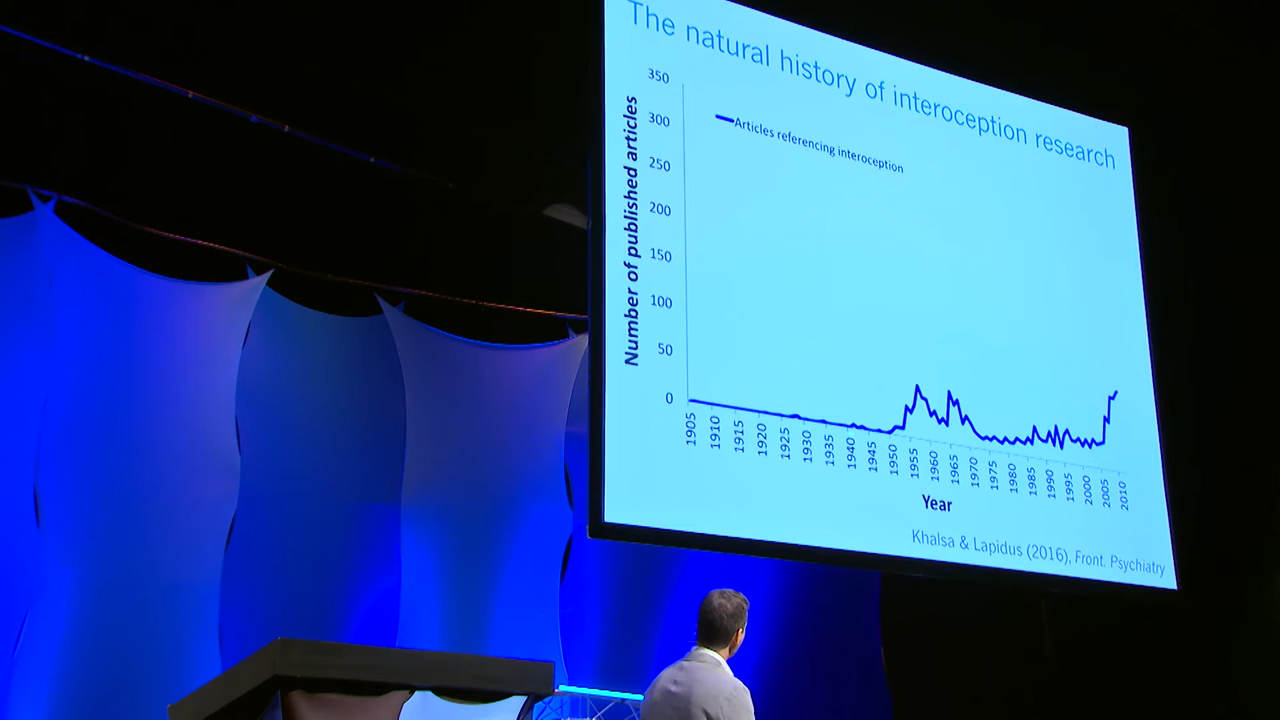 The natural history of interoception research
350
300
250
200
150
100
50
0
Number of published articles
Articles referencing interoception
1905 1910 1915 1920 1925 1930 1935 1940 1945 1950 1955 1960 1965 1970 1975 1980 1985 1990 1995 2000 2005 2010
Year
Khalsa & Lapidus (2016), Front. Psychiatry